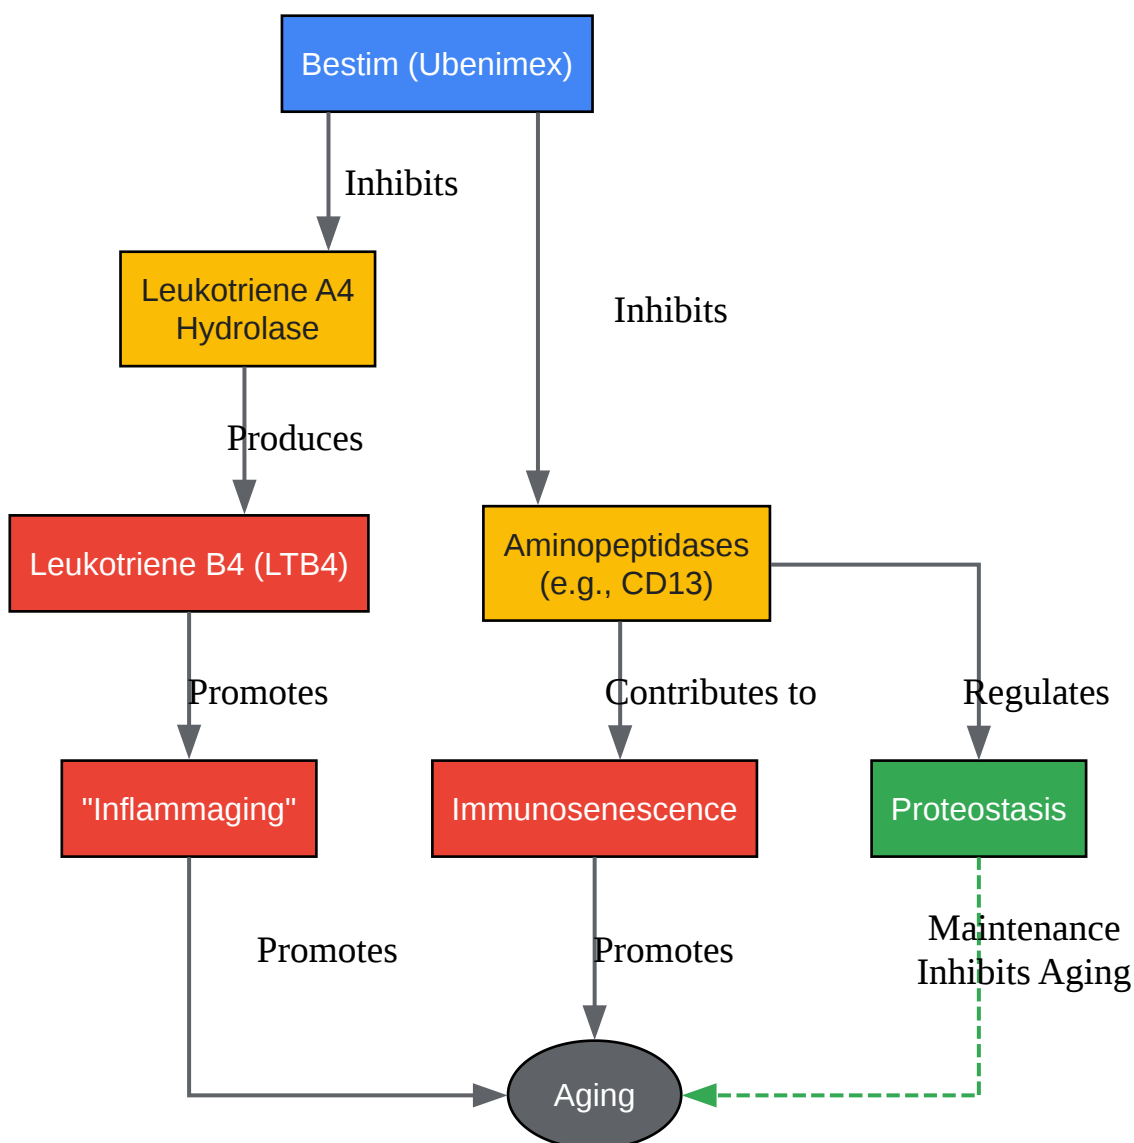 Bestim (Ubenimex)
Inhibits
Leukotriene A4
Hydrolase
Inhibits
Produces
Leukotriene B4 (LTB4)
Aminopeptidases
(e.g., CD13)
Promotes
Contributes to
Regulates
"Inflammaging"
Immunosenescence
Proteostasis
Promotes
Promotes
Maintenance
Inhibits Aging
Aging